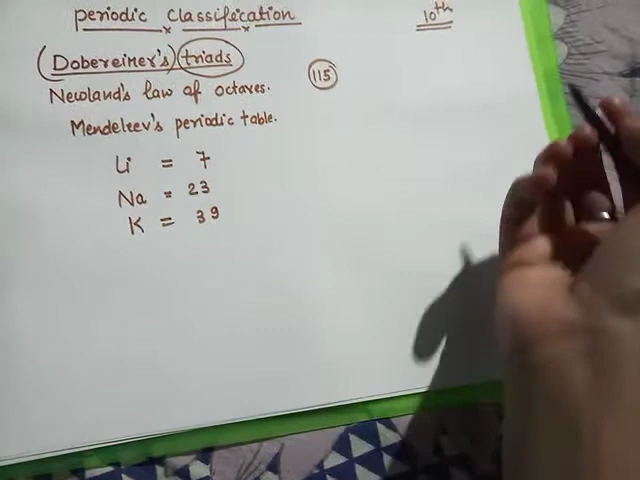 periodic Classification
10th
(Dobereiner's) triads
115
Newland's law of octaves.
Mendeleev's periodic table.
Li = 7
Na = 23
K = 39